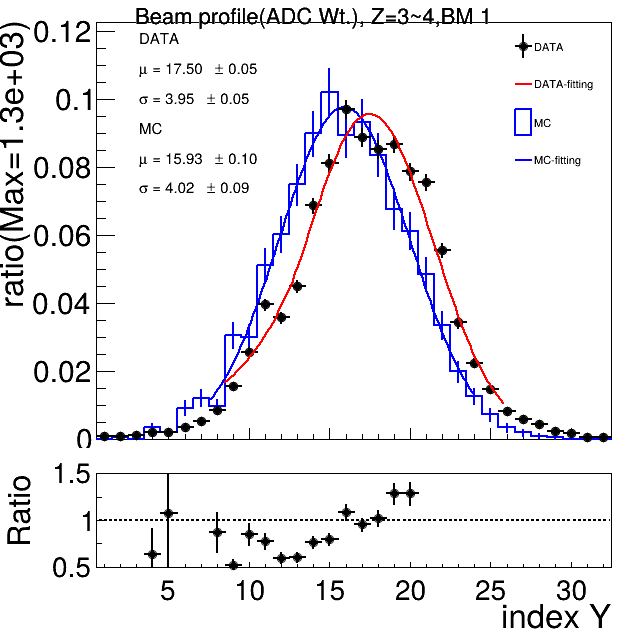 Beam profile(ADC Wt.), Z=3~4,BM 1
DATA
μ = 17.50 ± 0.05
σ = 3.95 ± 0.05
MC
μ = 15.93 ± 0.10
σ = 4.02 ± 0.09
DATA
DATA-fitting
MC
MC-fitting
ratio(Max=1.3e+03)
0.12
0.1
0.08
0.06
0.04
0.02
0
Ratio
1.5
1
0.5
5 10 15 20 25 30
index Y